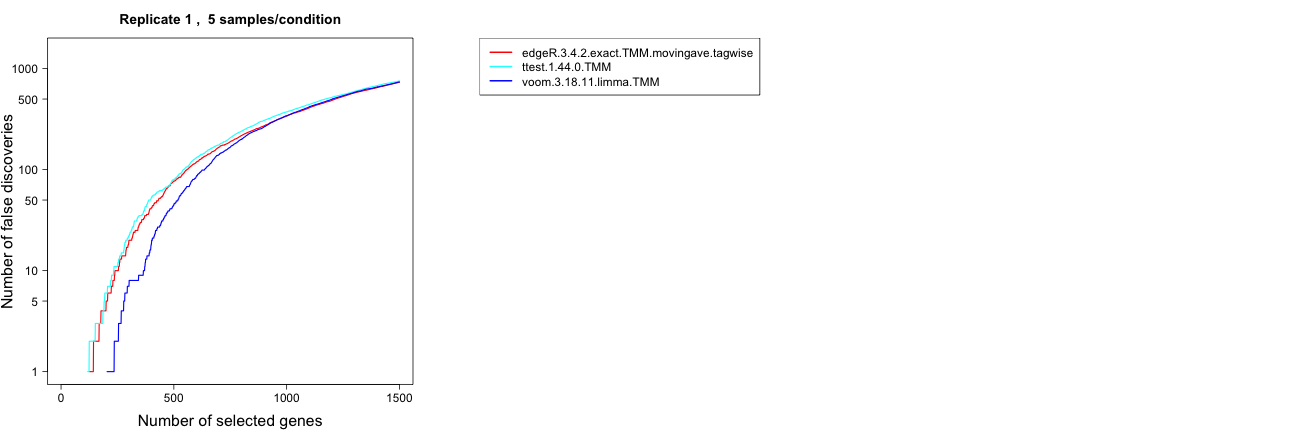 Replicate 1 , 5 samples/condition
edgeR.3.4.2.exact.TMM.movingave.tagwise
ttest.1.44.0.TMM
voom.3.18.11.limma.TMM
Number of false discoveries
1000
500
100
50
10
5
1
0 500 1000 1500
Number of selected genes